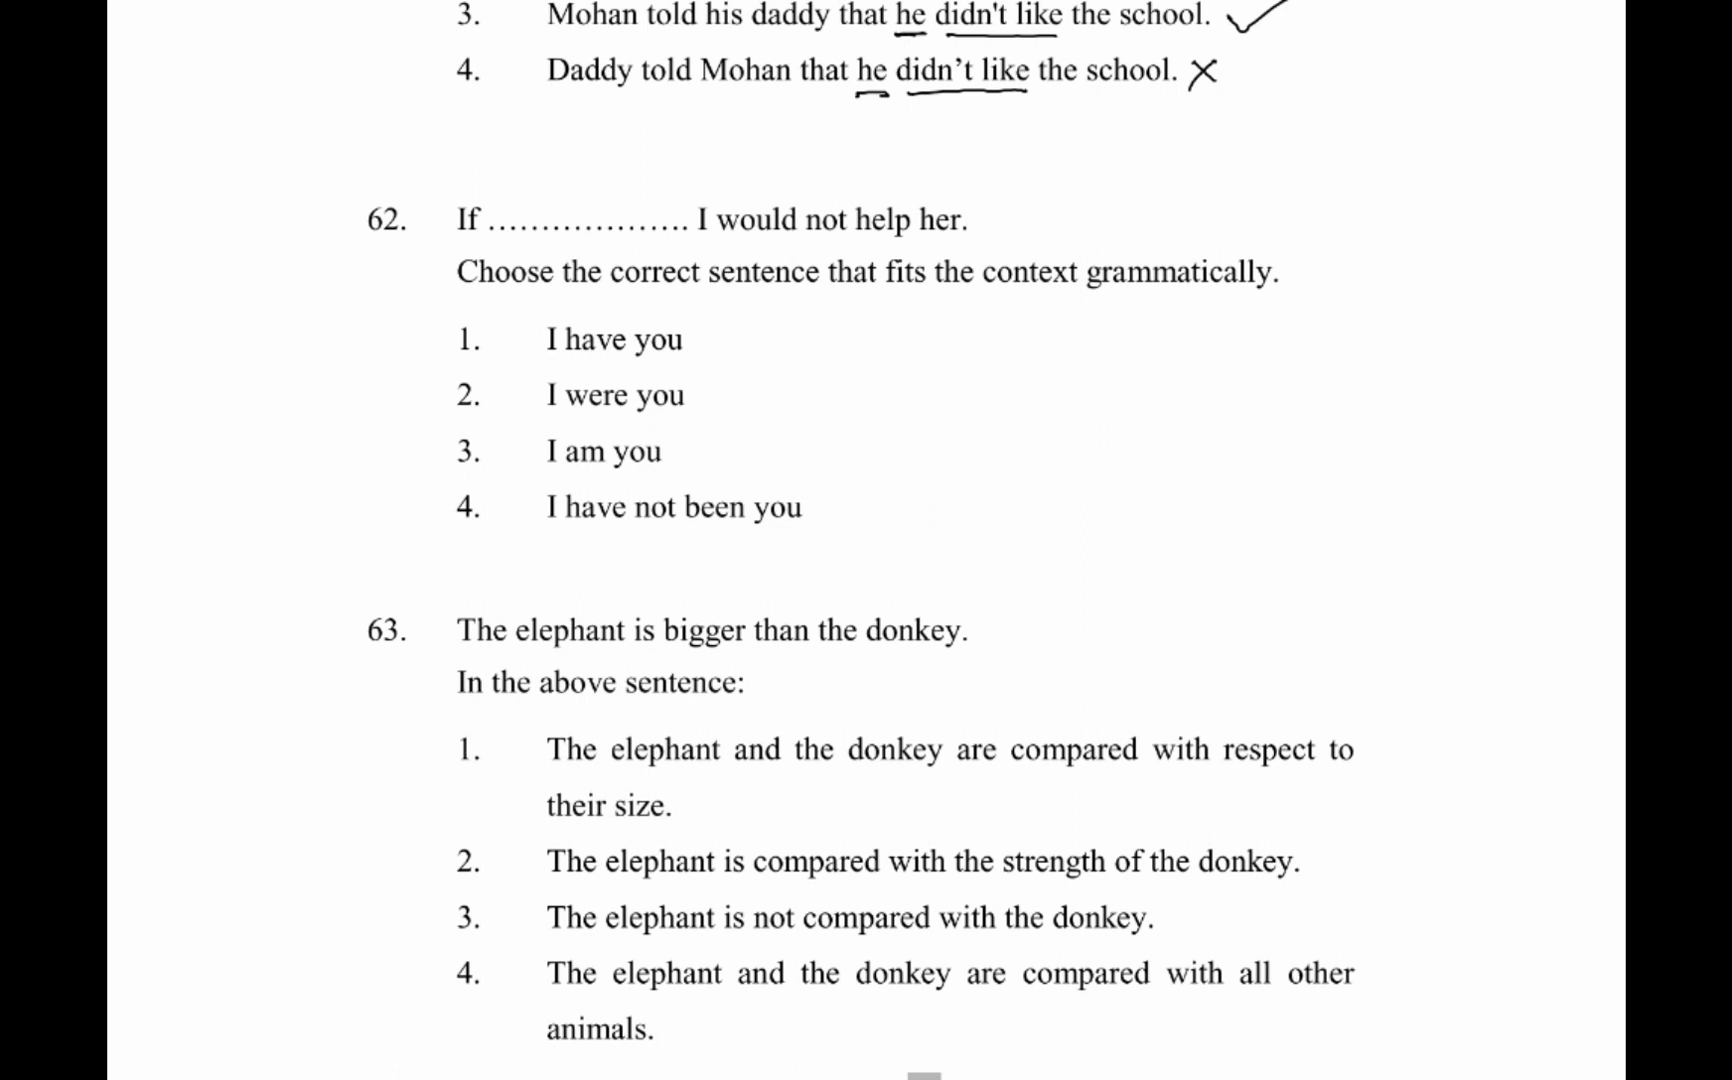 3. Mohan told his daddy that he didn't like the school.
4. Daddy told Mohan that he didn’t like the school.
62. If ................... I would not help her.
Choose the correct sentence that fits the context grammatically.
1. I have you
2. I were you
3. I am you
4. I have not been you
63. The elephant is bigger than the donkey.
In the above sentence:
1. The elephant and the donkey are compared with respect to
their size.
2. The elephant is compared with the strength of the donkey.
3. The elephant is not compared with the donkey.
4. The elephant and the donkey are compared with all other
animals.